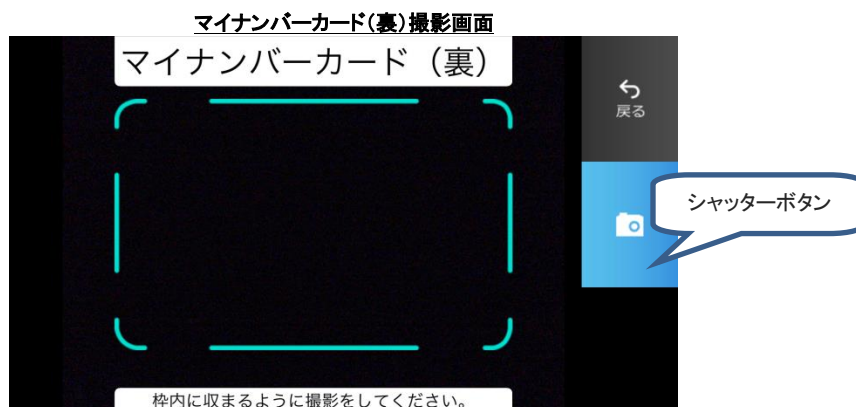 マイナンバーカード（裏）撮影画面
マイナンバーカード（裏）
戻る
シャッターボタン
枠内に収まるように撮影をしてください。